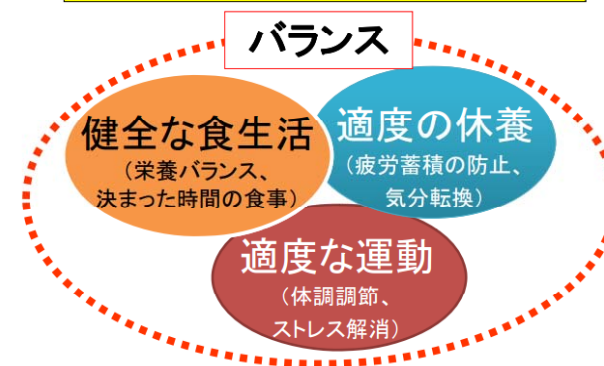 バランス
健全な食生活
（栄養バランス、
決まった時間の食事）
適度の休養
（疲労蓄積の防止、
気分転換）
適度な運動
（体調調節、
ストレス解消）